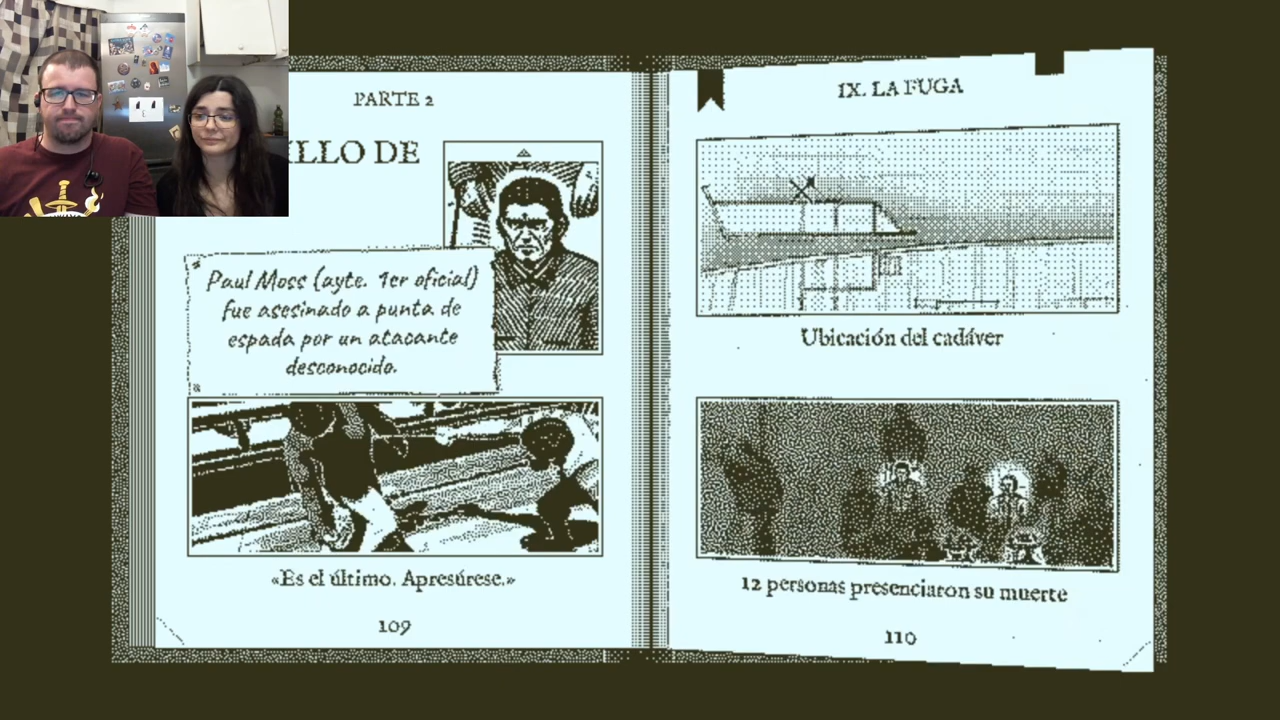 PARTE 2
LLO DE
Paul Moss (ayte. 1er oficial)
fue asesinado a punta de
espada por un atacante
desconocido.
«Es el último. Apresúrese.»
109
IX. LA FUGA
Ubicación del cadáver
12 personas presenciaron su muerte
110